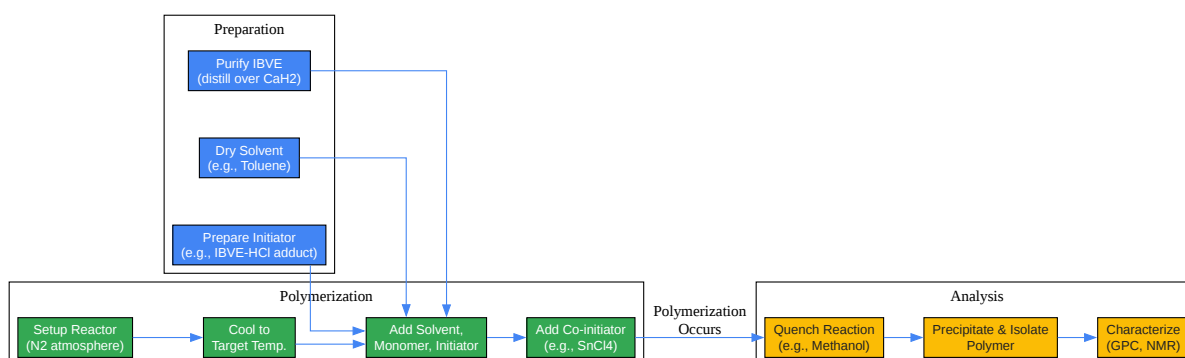 Preparation
Purify IBVE
(distill over CaH2)
Dry Solvent
(e.g., Toluene)
Prepare Initiator
(e.g., IBVE-HCl adduct)
Polymerization
Setup Reactor
(N2 atmosphere)
Cool to
Target Temp.
Add Solvent,
Monomer, Initiator
Add Co-initiator
(e.g., SnCl4)
Polymerization
Occurs
Analysis
Quench Reaction
(e.g., Methanol)
Precipitate & Isolate
Polymer
Characterize
(GPC, NMR)